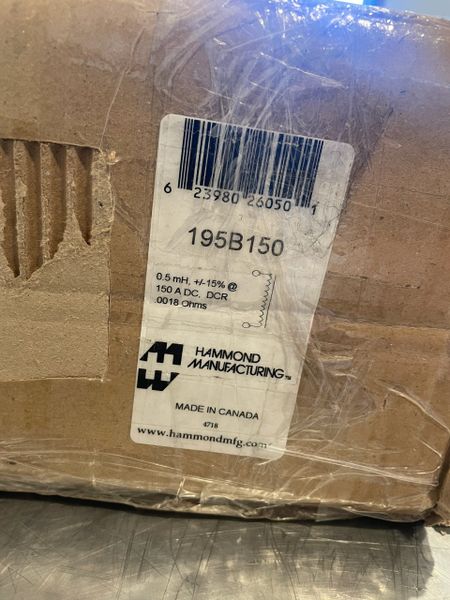 6 23980 26050 1
195B150
0.5 mH, +/-15% @
150 A DC, DCR
.0018 Ohms
HAMMOND
MANUFACTURING™
MADE IN CANADA
4718
www.hammondmfg.com